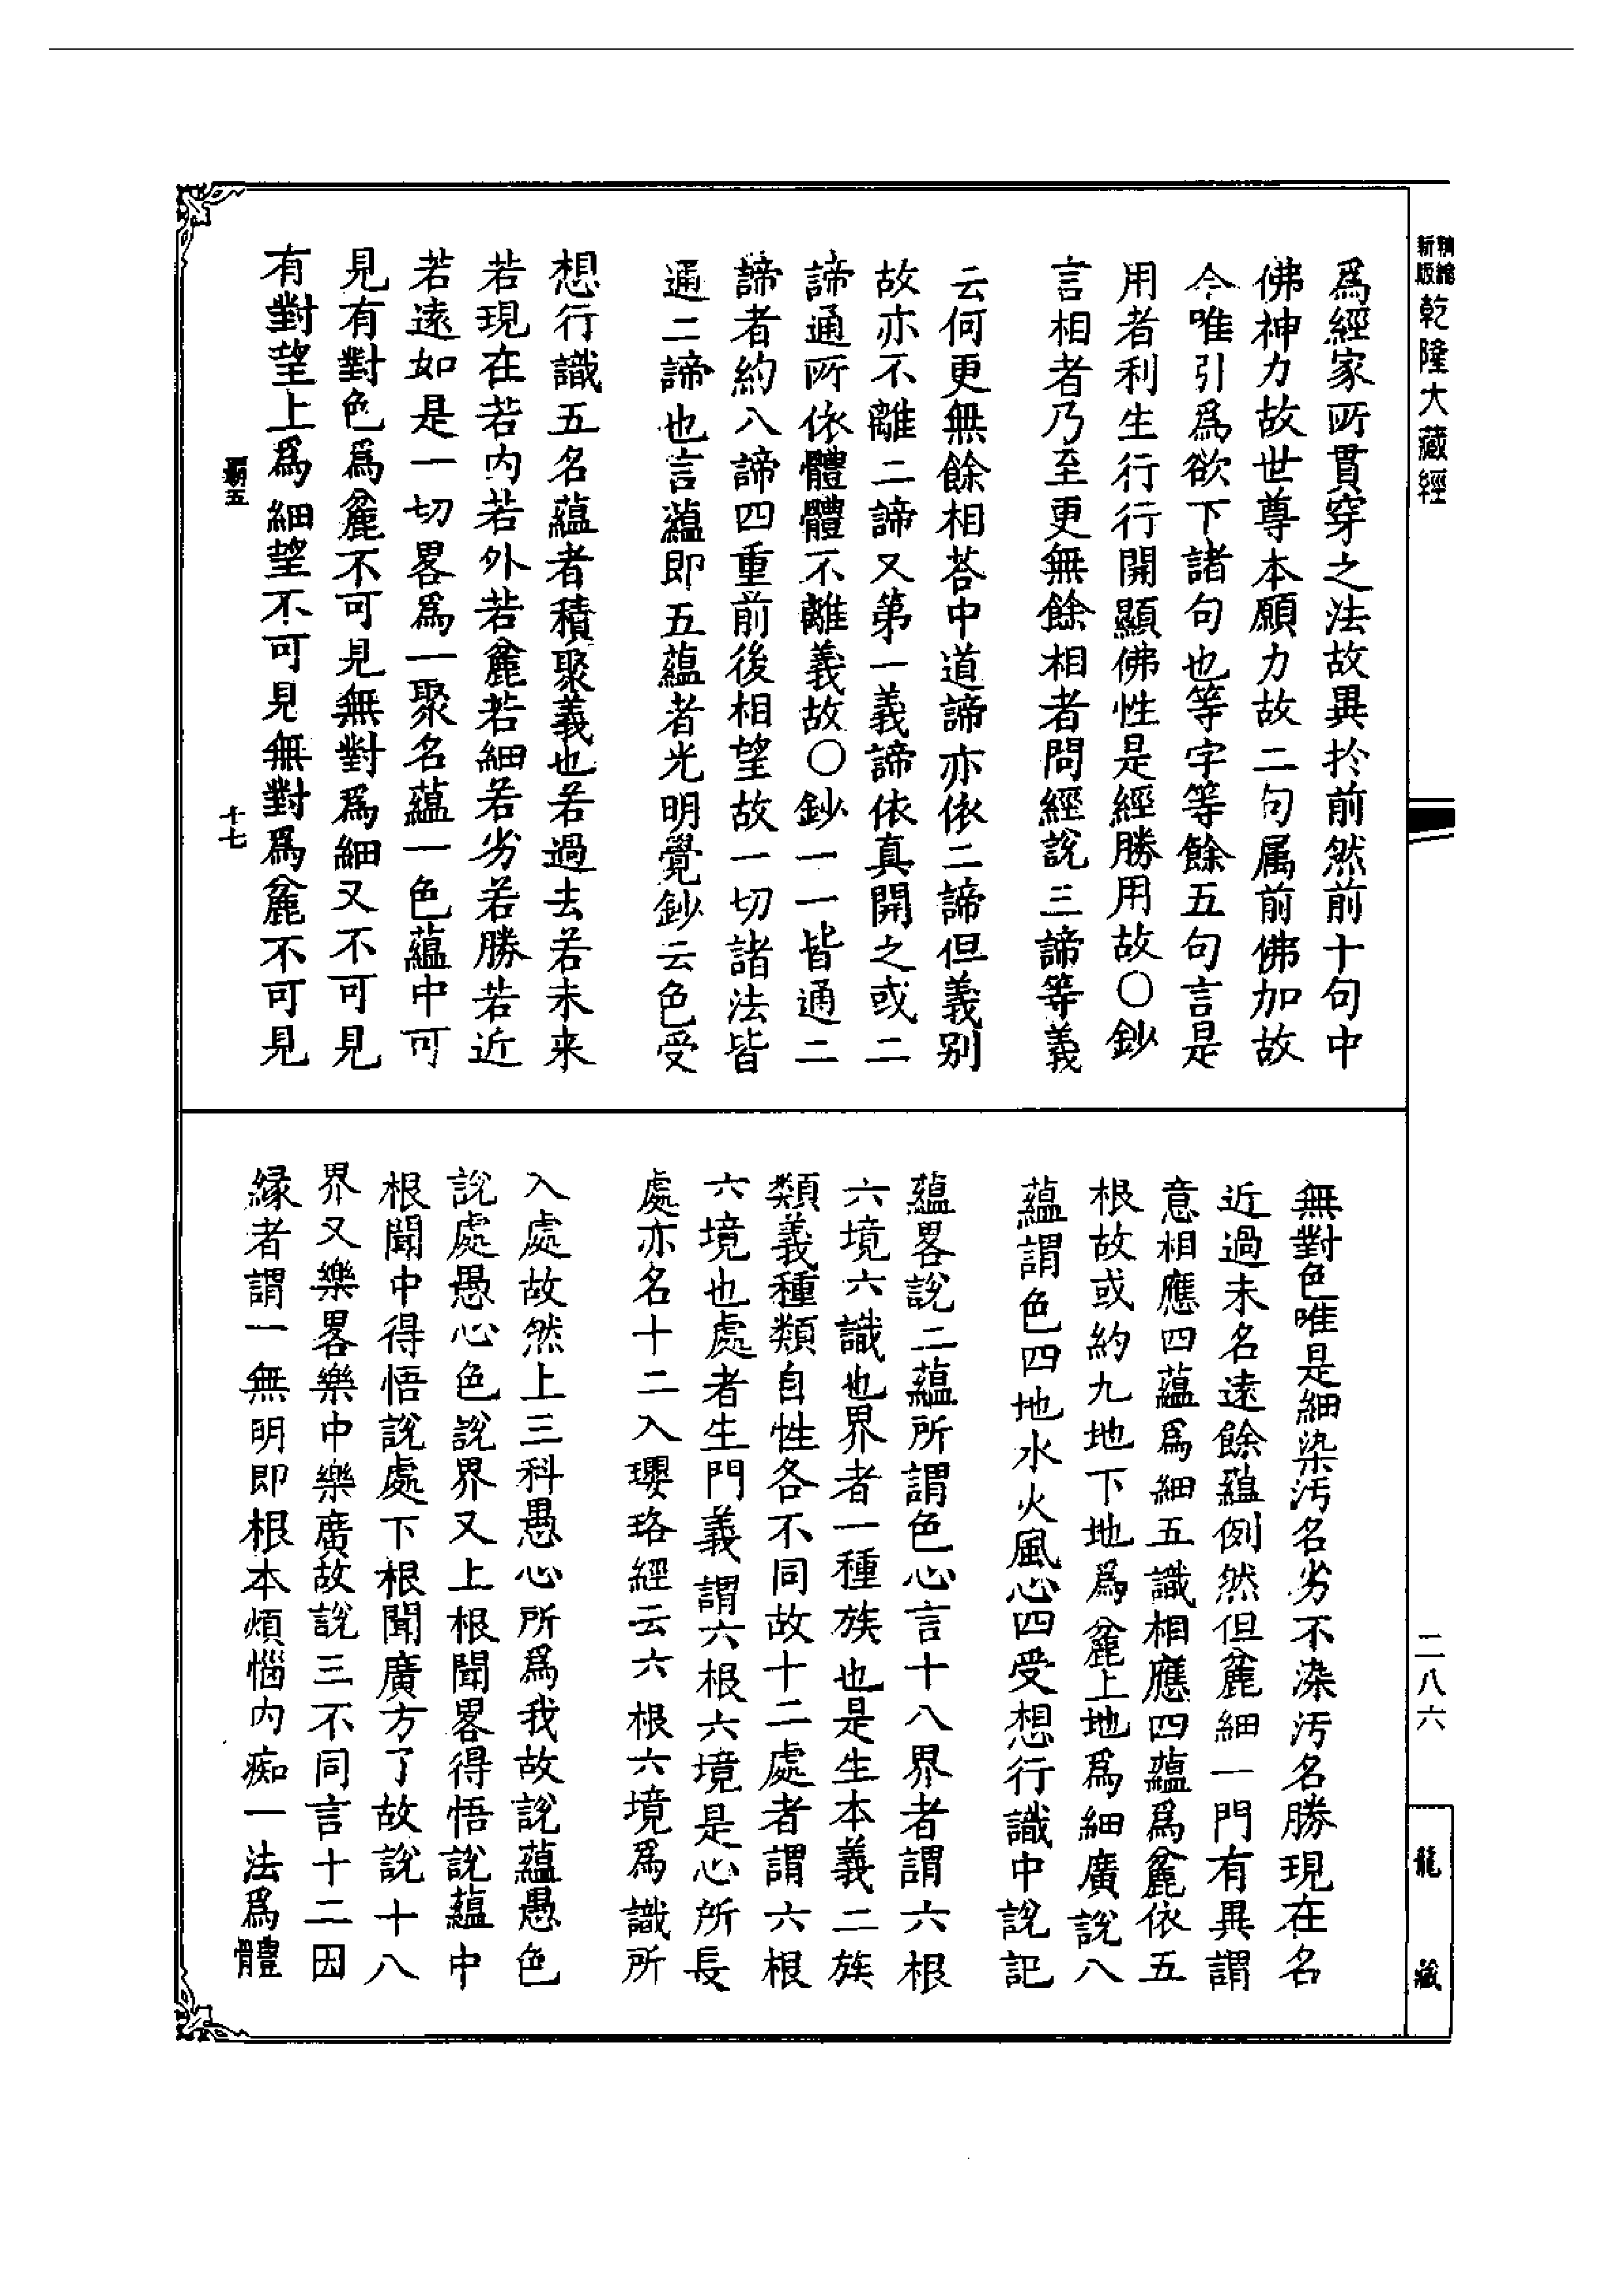 精縮
新版
乾隆大藏經
爲經家所貫穿之法故異於前然前十句中
佛神力故世尊本願力故二句属前佛加故
今唯引爲欲下諸句也等字等餘五句言是
用者利生行行開顯佛性是經勝用故〇鈔
言相者乃至更無餘相者問經説三諦等義
云何更無餘相荅中道諦亦依二諦但義别
故亦不離二諦又第一義諦依真開之或二
諦通所依體體不離義故〇鈔一一皆通二
諦者約八諦四重前後相望故一切諸法皆
通二諦也言蘊即五蘊者光明覺鈔云色受
想行識五名蘊者積聚義也若過去若未来
若現在若内若外若麄若細若劣若勝若近
若遠如是一切畧爲一聚名蘊一色蘊中可
見有對色爲麄不可見無對爲細又不可見
有對望上爲細望不可見無對爲麄不可見
十七
無對色唯是細染汚名劣不染汚名勝現在名
近過未名遠餘蘊例然但麄細一門有異謂
意相應四蘊爲細五識相應四蘊爲麄依五
根故或約九地下地爲麄上地爲細廣說八
蘊謂色四地水火風心四受想行識中說記
蘊畧說二蘊所謂色心言十八界者謂六根
六境六識也界者一種族也是生本義二族
類義種類自性各不同故十二處者謂六根
六境也處者生門義謂六根六境是心所長
處亦名十二入瓔珞經云六根六境爲識所
入處故然上三科愚心所爲我故說蘊愚色
說處愚心色說界又上根聞畧得悟說蘊中
根聞中得悟說處下根聞廣方了故說十八
界又樂畧樂中樂廣故說三不同言十二因
緣者謂一無明即根本煩惱内痴一法爲體
二八六
龍藏